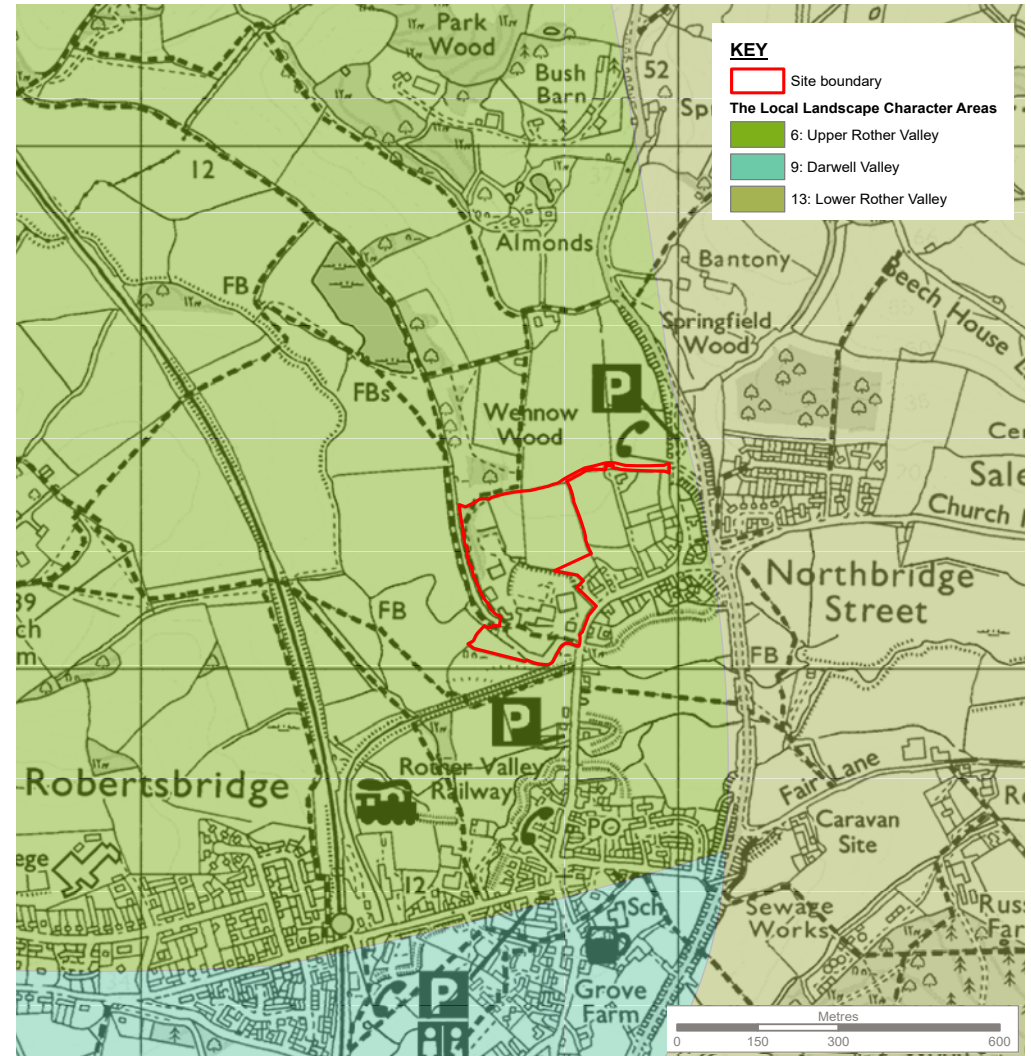 Park
Wood
Bush
Barn
52
KEY
Site boundary
The Local Landscape Character Areas
6: Upper Rother Valley
9: Darwell Valley
13: Lower Rother Valley
12
Almonds
Bantony
FB
Beech House
Springfield
Wood
FBs
P
Wennow
Wood
Sale
Church
Northbridge
Street
FB
FB
39
P
Robertsbridge
Rother Valley
Railway
Fair Lane
PO
Caravan
Site
12
Sch
Sewage
Works
P
Grove
Farm
Metres
0 150 300 600